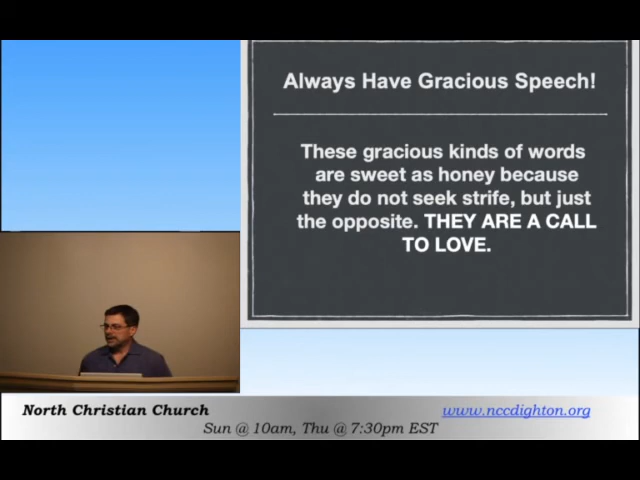 Always Have Gracious Speech!
These gracious kinds of words
are sweet as honey because
they do not seek strife, but just
the opposite. THEY ARE A CALL
TO LOVE.
North Christian Church
www.nccdighton.org
Sun @ 10am, Thu @ 7:30pm EST